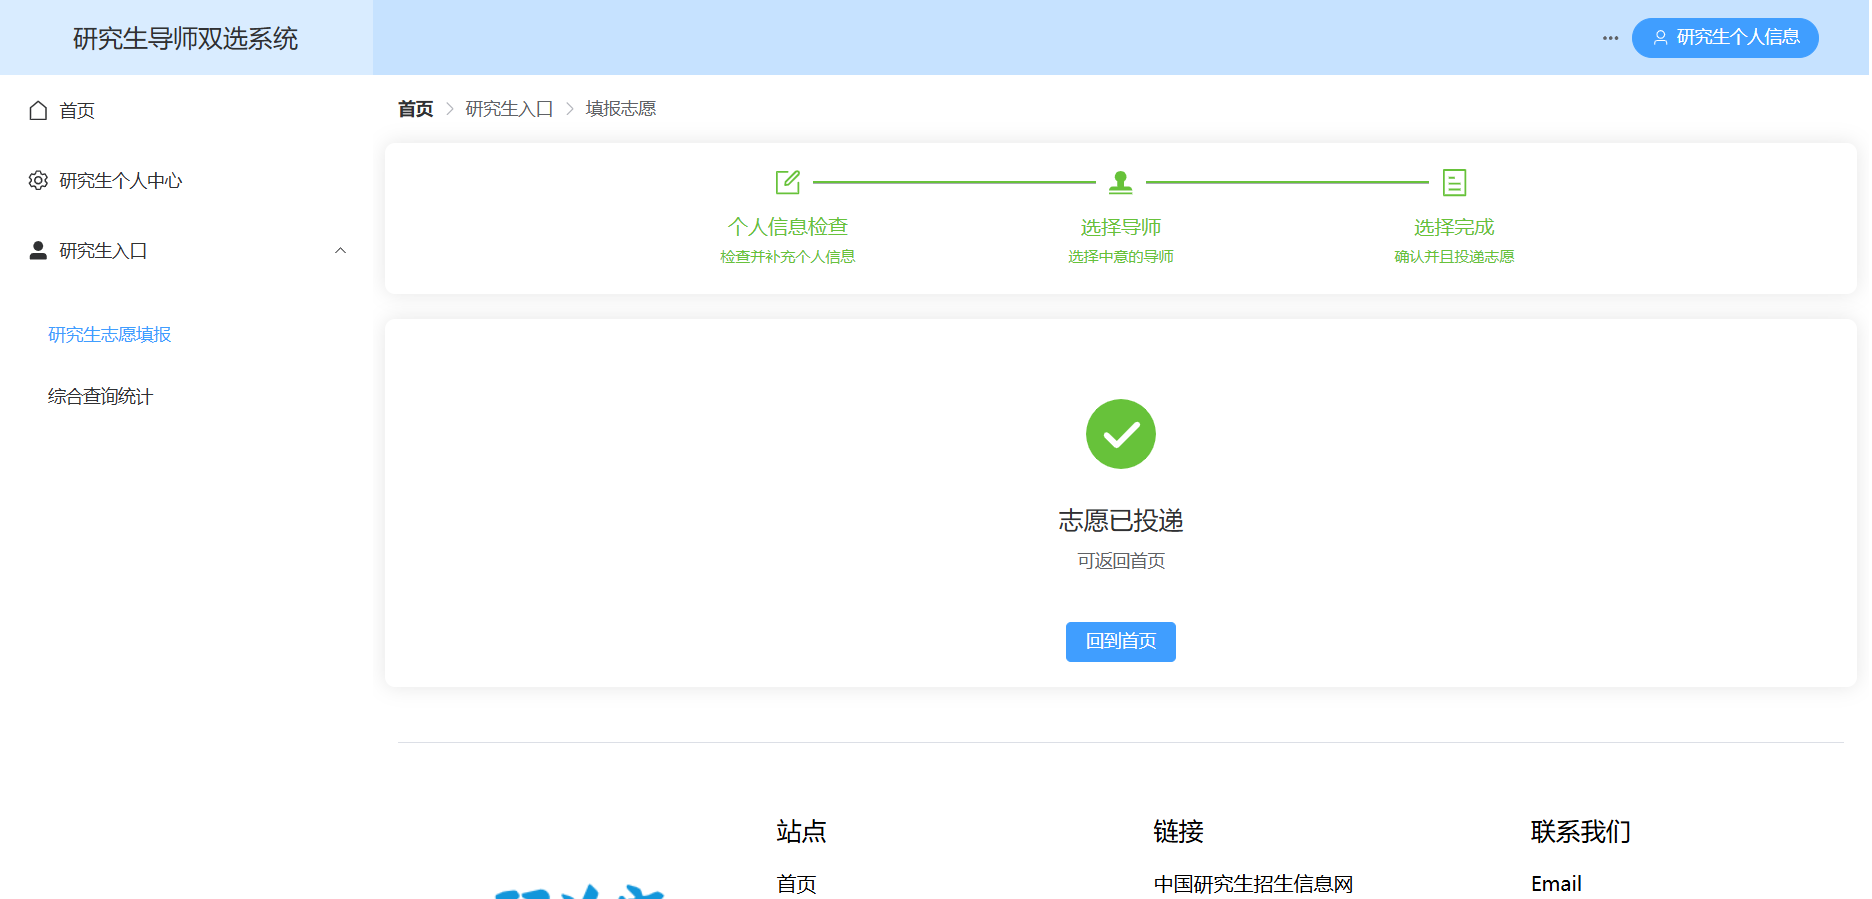 研究生导师双选系统
研究生个人信息
首页
研究生个人中心
研究生入口
研究生志愿填报
综合查询统计
首页 研究生入口 填报志愿
个人信息检查
检查并补充个人信息
选择导师
选择中意的导师
选择完成
确认并且投递志愿
志愿已投递
可返回首页
回到首页
站点
首页
链接
中国研究生招生信息网
联系我们
Email